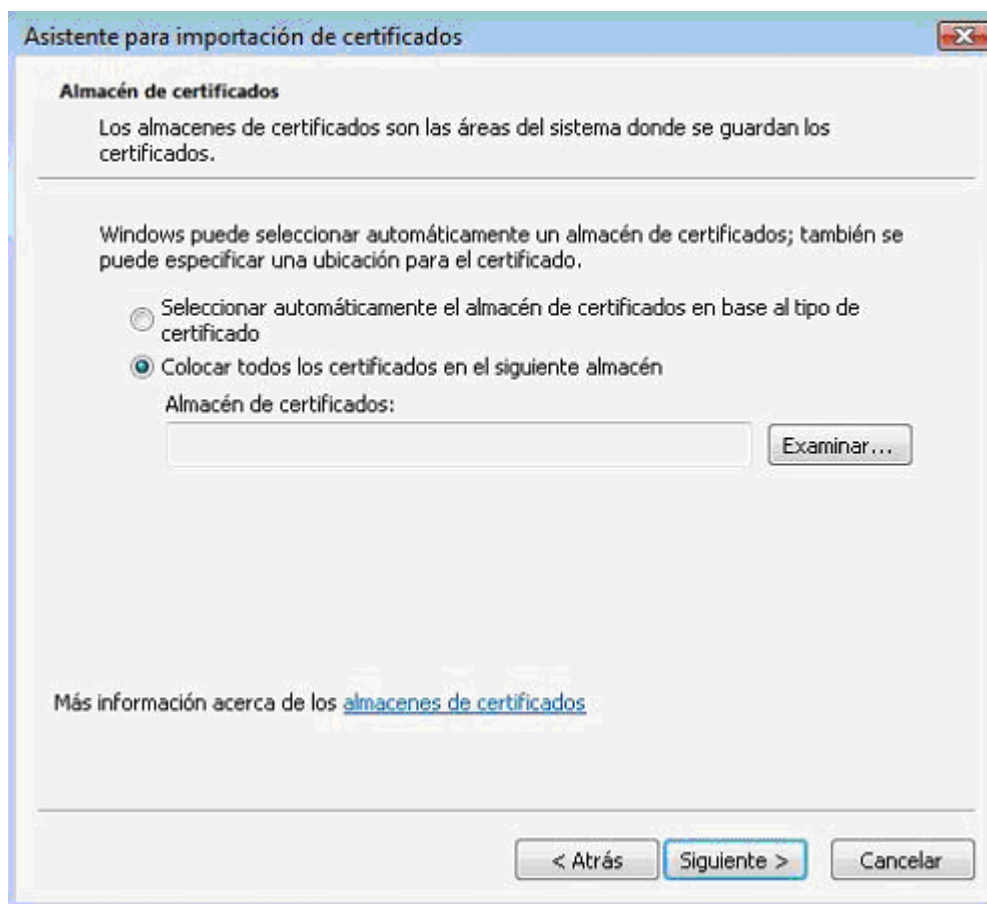 Asistente para importación de certificados
Almacén de certificados
Los almacenes de certificados son las áreas del sistema donde se guardan los
certificados.
Windows puede seleccionar automáticamente un almacén de certificados; también se
puede especificar una ubicación para el certificado.
Seleccionar automáticamente el almacén de certificados en base al tipo de
certificado
Colocar todos los certificados en el siguiente almacén
Almacén de certificados:
Examinar...
Más información acerca de los almacenes de certificados
< Atrás
Siguiente >
Cancelar